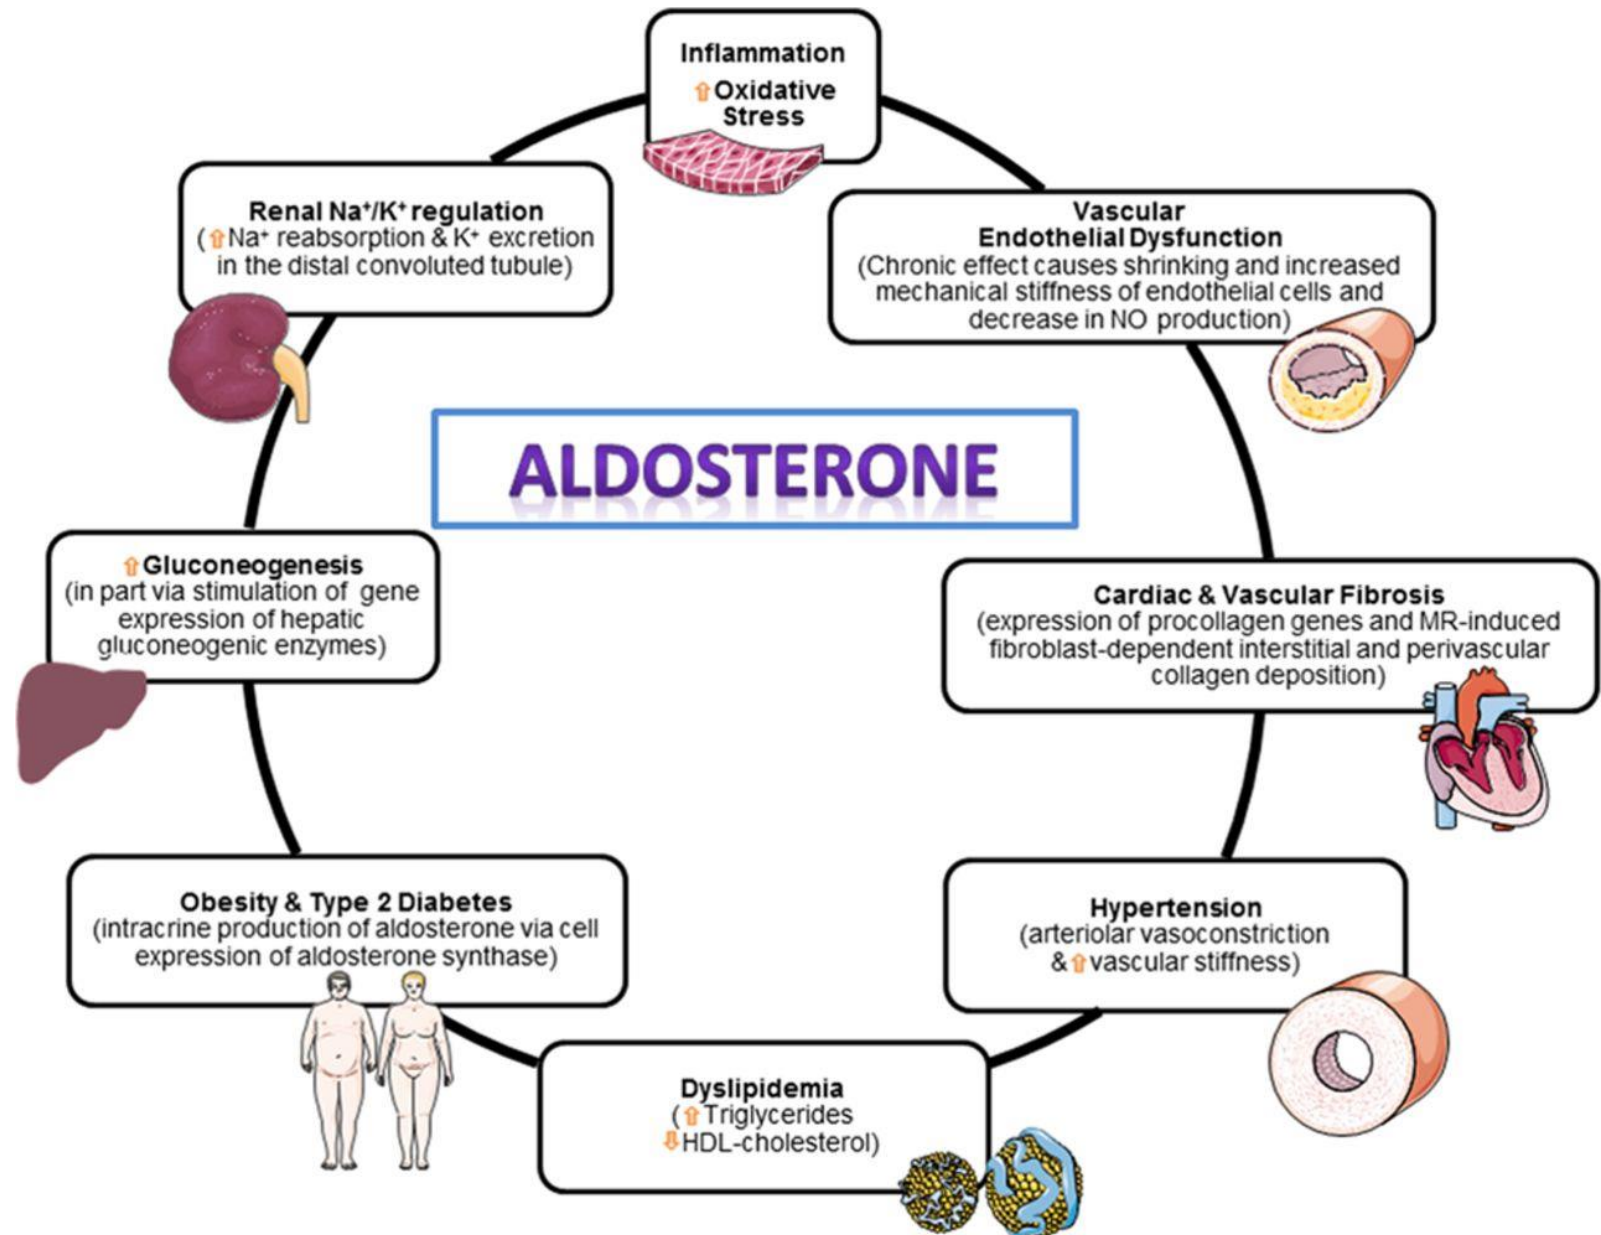 Inflammation
⇧Oxidative
Stress
Renal Na⁺/K⁺ regulation
(⇧Na⁺ reabsorption & K⁺ excretion
in the distal convoluted tubule)
Vascular
Endothelial Dysfunction
(Chronic effect causes shrinking and increased
mechanical stiffness of endothelial cells and
decrease in NO production)
ALDOSTERONE
⇧Gluconeogenesis
(in part via stimulation of gene
expression of hepatic
gluconeogenic enzymes)
Cardiac & Vascular Fibrosis
(expression of procollagen genes and MR-induced
fibroblast-dependent interstitial and perivascular
collagen deposition)
Obesity & Type 2 Diabetes
(intracrine production of aldosterone via cell
expression of aldosterone synthase)
Hypertension
(arteriolar vasoconstriction
&⇧vascular stiffness)
Dyslipidemia
(⇧Triglycerides
⇩HDL-cholesterol)